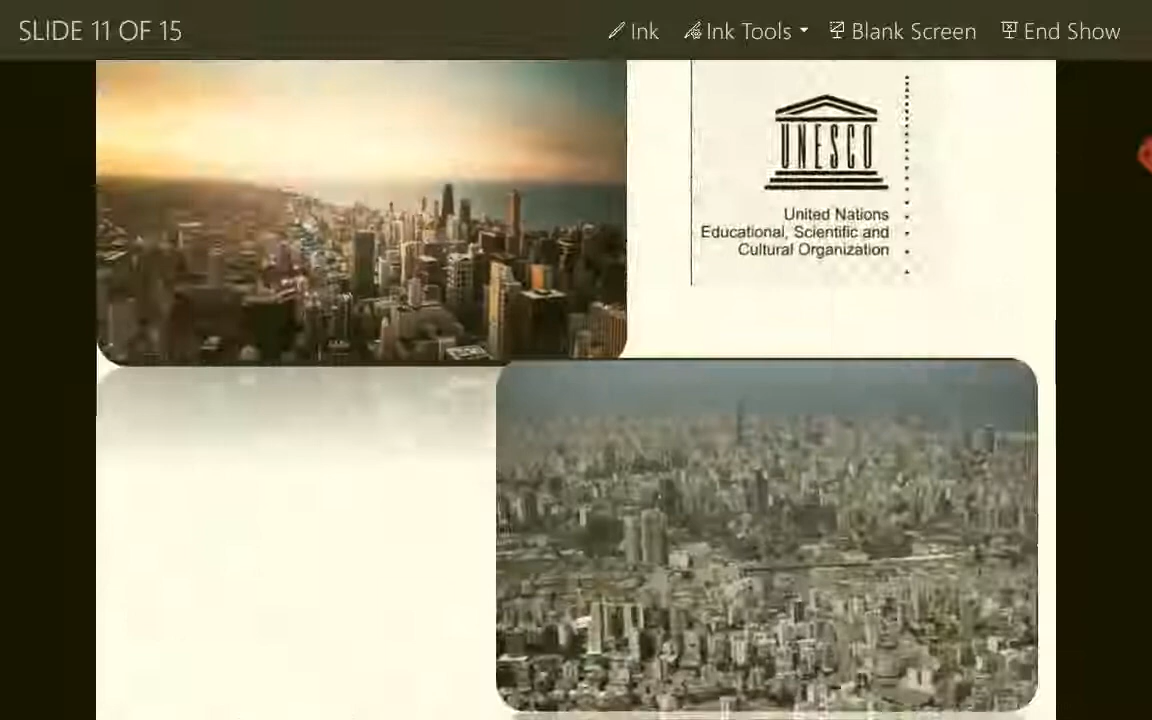 SLIDE 11 OF 15
Ink
Ink Tools
Blank Screen
End Show
UNESCO
United Nations
Educational, Scientific and
Cultural Organization